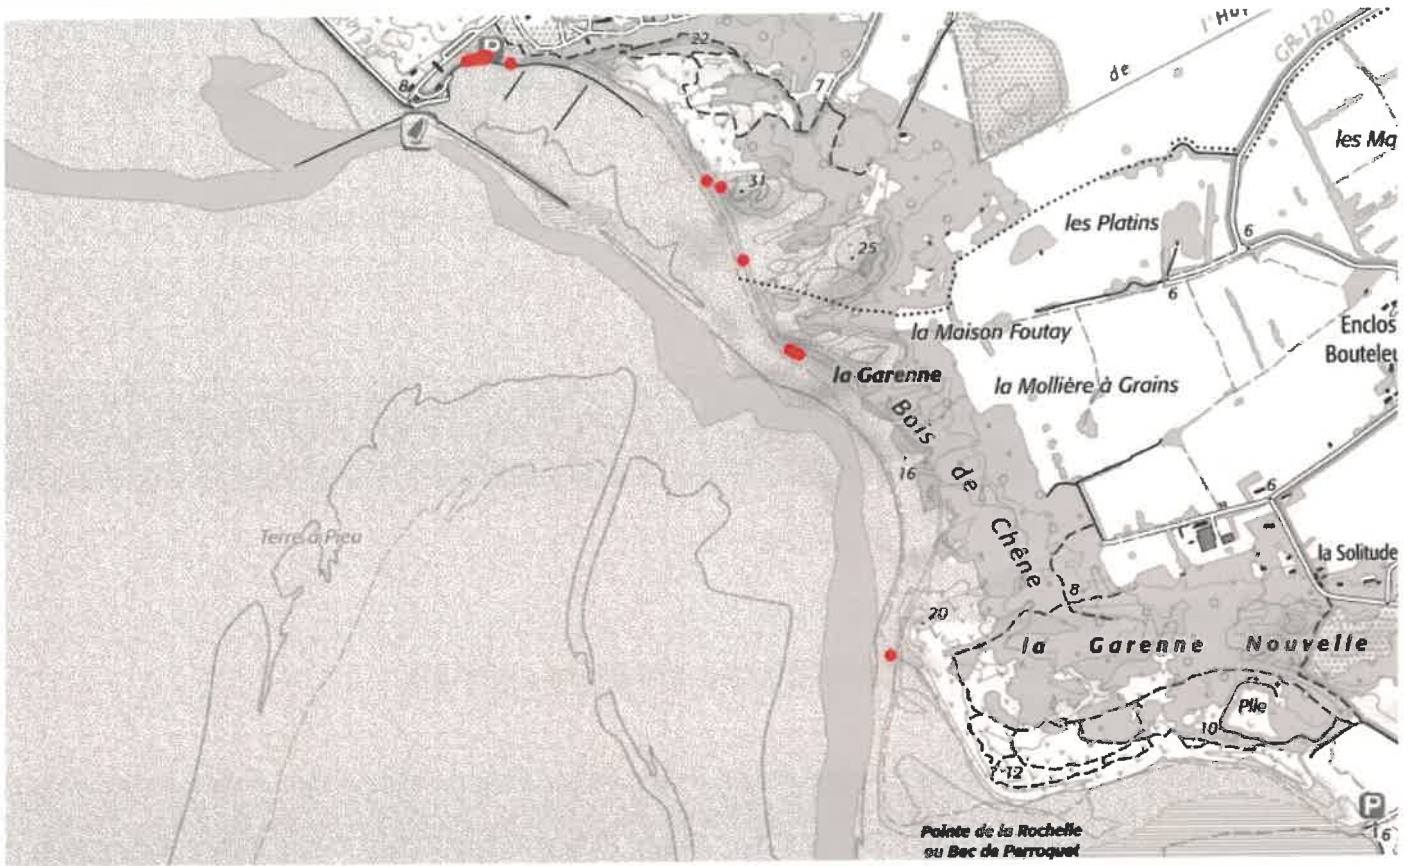 l'Huy
de
GR 120
P
22
8
7
les Ma
31
les Platins
25
6
6
la Maison Foutay
Enclos
Bouteleu
la Garenne
la Mollière à Grains
Bois de Chêne
16
6
Terre à Pieu
la Solitude
8
20
la Garenne Nouvelle
Pile
10
12
P
6
Pointe de la Rochelle
ou Bec de Perroquet